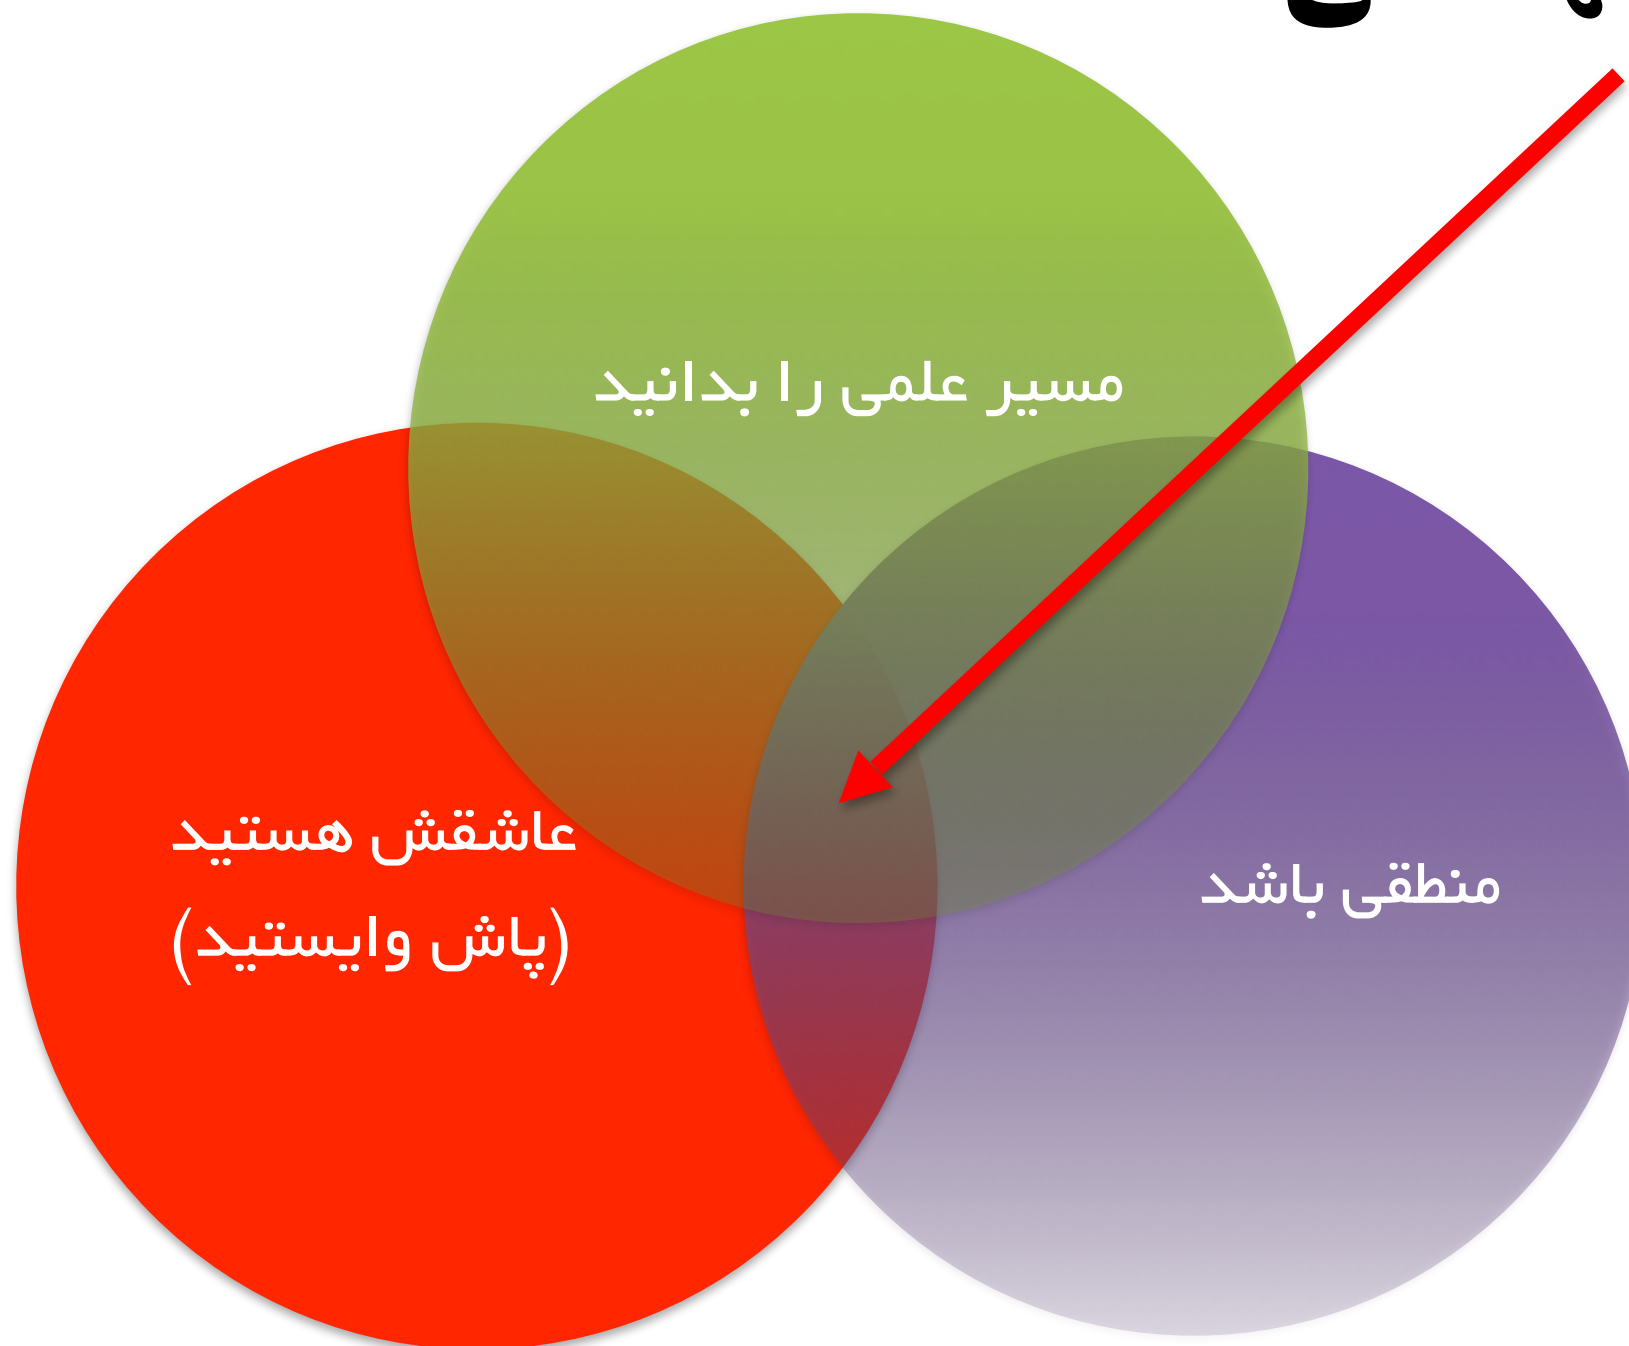 مسیر علمی را بدانید
عاشقش هستید
(پاش وایستید)
منطقی باشد